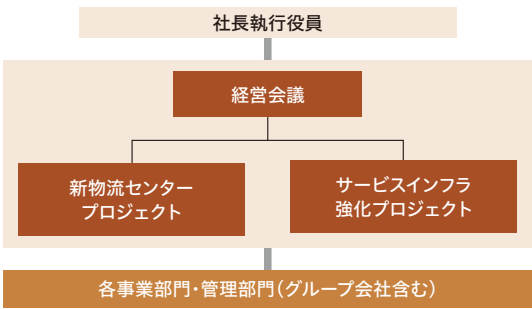 社長執行役員
経営会議
新物流センター
プロジェクト
サービスインフラ
強化プロジェクト
各事業部門・管理部門(グループ会社含む)